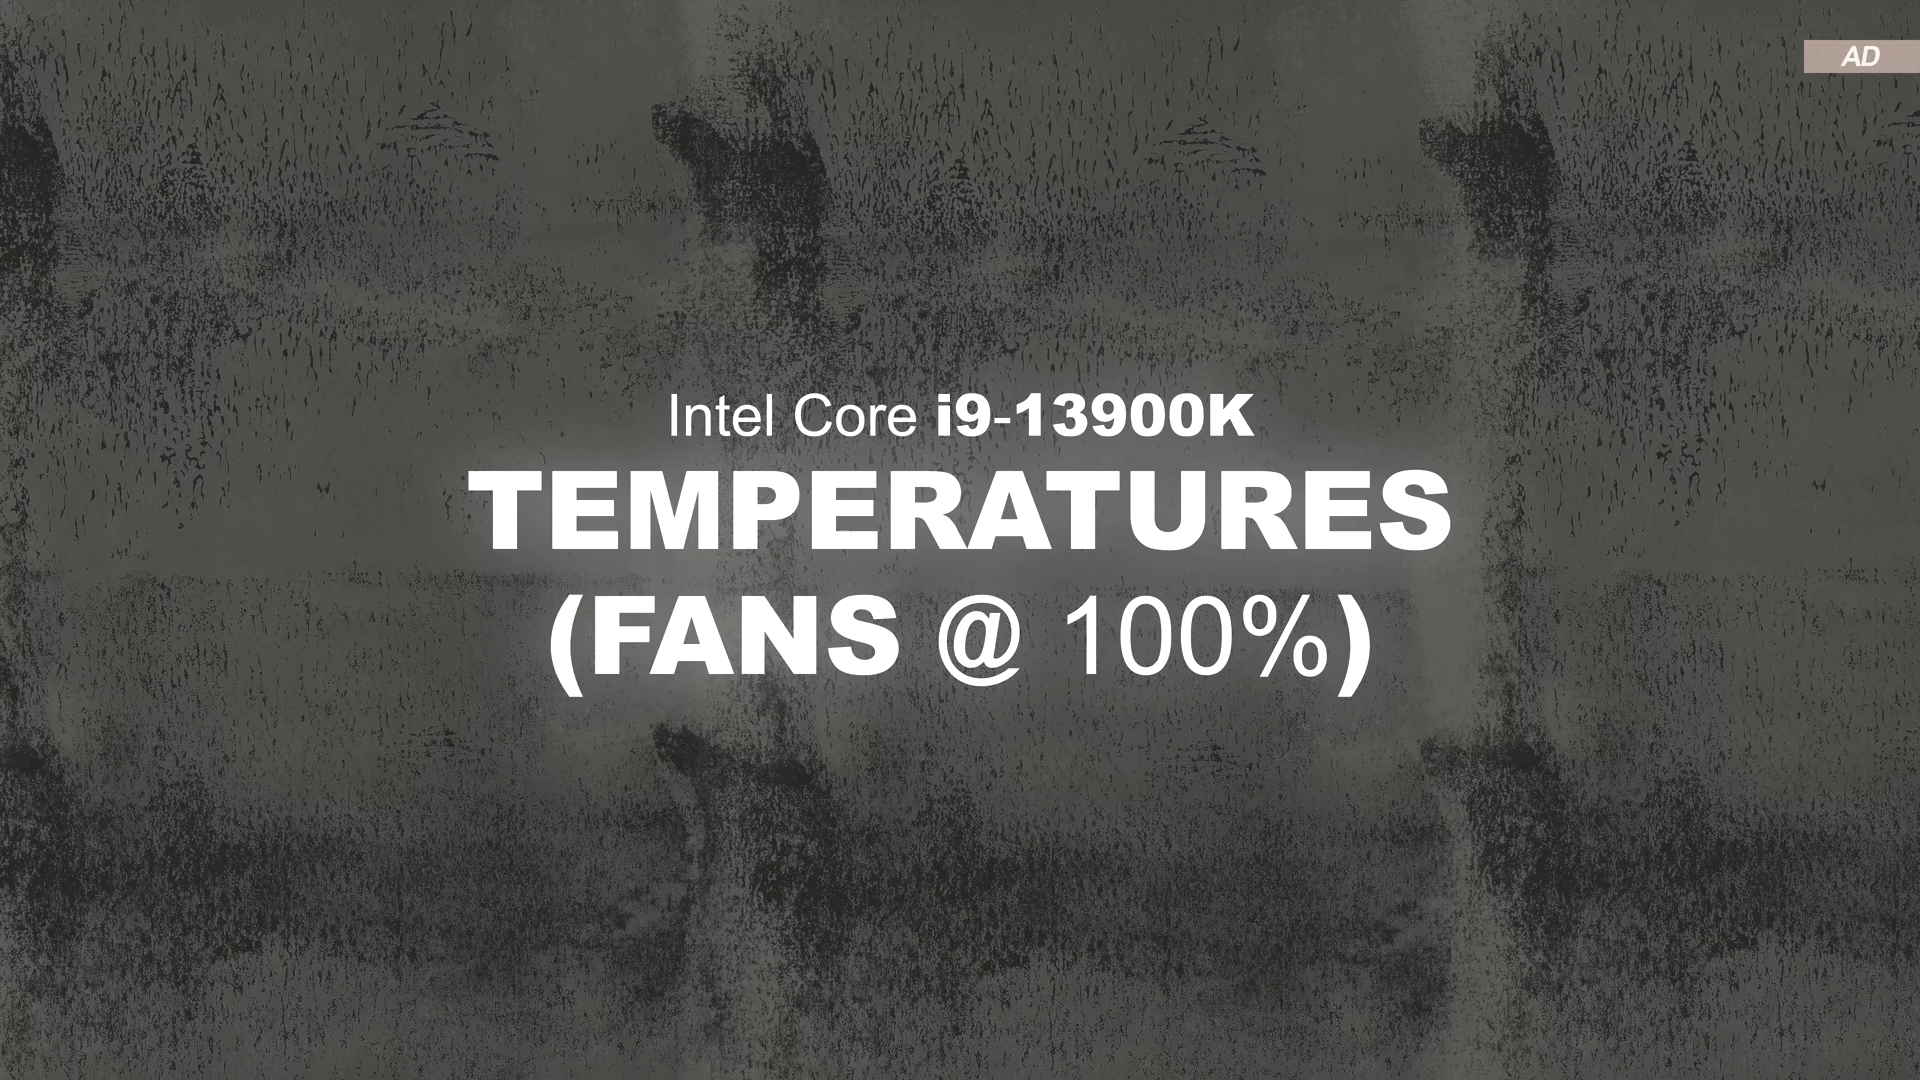 AD
Intel Core i9-13900K
TEMPERATURES
(FANS @ 100%)